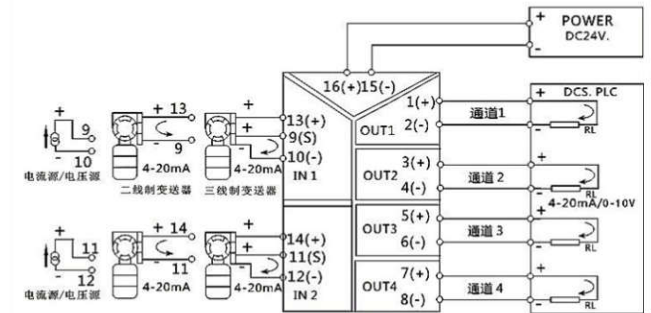 + POWER
- DC24V.
16(+)15(-)
1(+)
OUT1 2(-)
通道1
+ DCS. PLC
- RL
+ 9
- 10
电流源/电压源
+ 13
- 9
4-20mA
二线制变送器
+
+
-
4-20mA
三线制变送器
13(+)
9(S)
10(-)
IN 1
3(+)
OUT2
4(-)
通道 2
+
- RL
4-20mA/0-10V
5(+)
OUT3
6(-)
通道 3
+
- RL
+ 11
- 12
电流源/电压源
+ 14
- 11
4-20mA
+
+
-
4-20mA
14(+)
11(S)
12(-)
IN 2
7(+)
OUT4
8(-)
通道 4
+
- RL